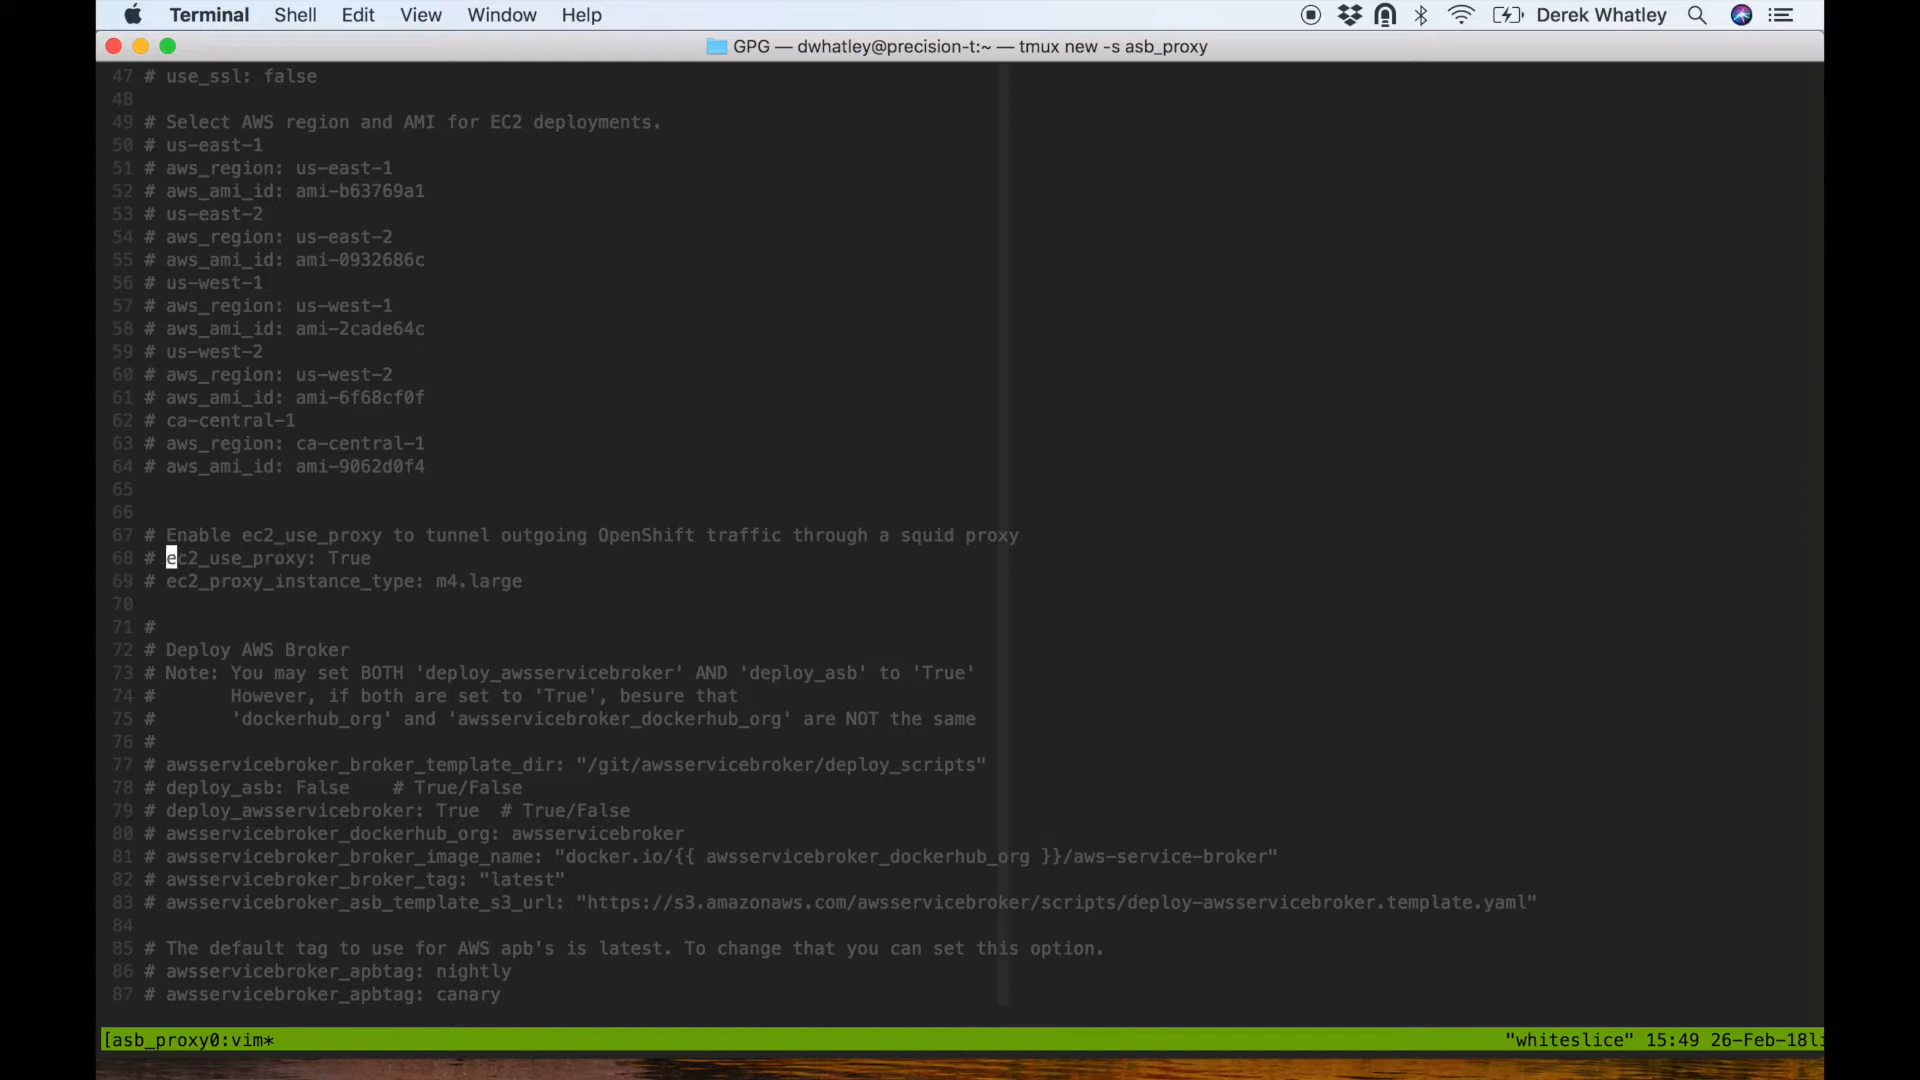 Terminal Shell Edit View Window Help Derek Whatley
GPG — dwhatley@precision-t:~ — tmux new -s asb_proxy
47 # use_ssl: false
48
49 # Select AWS region and AMI for EC2 deployments.
50 # us-east-1
51 # aws_region: us-east-1
52 # aws_ami_id: ami-b63769a1
53 # us-east-2
54 # aws_region: us-east-2
55 # aws_ami_id: ami-0932686c
56 # us-west-1
57 # aws_region: us-west-1
58 # aws_ami_id: ami-2cade64c
59 # us-west-2
60 # aws_region: us-west-2
61 # aws_ami_id: ami-6f68cf0f
62 # ca-central-1
63 # aws_region: ca-central-1
64 # aws_ami_id: ami-9062d0f4
65
66
67 # Enable ec2_use_proxy to tunnel outgoing OpenShift traffic through a squid proxy
68 # ec2_use_proxy: True
69 # ec2_proxy_instance_type: m4.large
70
71 #
72 # Deploy AWS Broker
73 # Note: You may set BOTH 'deploy_awsservicebroker' AND 'deploy_asb' to 'True'
74 #       However, if both are set to 'True', besure that
75 #       'dockerhub_org' and 'awsservicebroker_dockerhub_org' are NOT the same
76 #
77 # awsservicebroker_broker_template_dir: "/git/awsservicebroker/deploy_scripts"
78 # deploy_asb: False    # True/False
79 # deploy_awsservicebroker: True  # True/False
80 # awsservicebroker_dockerhub_org: awsservicebroker
81 # awsservicebroker_broker_image_name: "docker.io/{{ awsservicebroker_dockerhub_org }}/aws-service-broker"
82 # awsservicebroker_broker_tag: "latest"
83 # awsservicebroker_asb_template_s3_url: "https://s3.amazonaws.com/awsservicebroker/scripts/deploy-awsservicebroker.template.yaml"
84
85 # The default tag to use for AWS apb's is latest. To change that you can set this option.
86 # awsservicebroker_apbtag: nightly
87 # awsservicebroker_apbtag: canary
[asb_proxy0:vim* "whiteslice" 15:49 26-Feb-18li